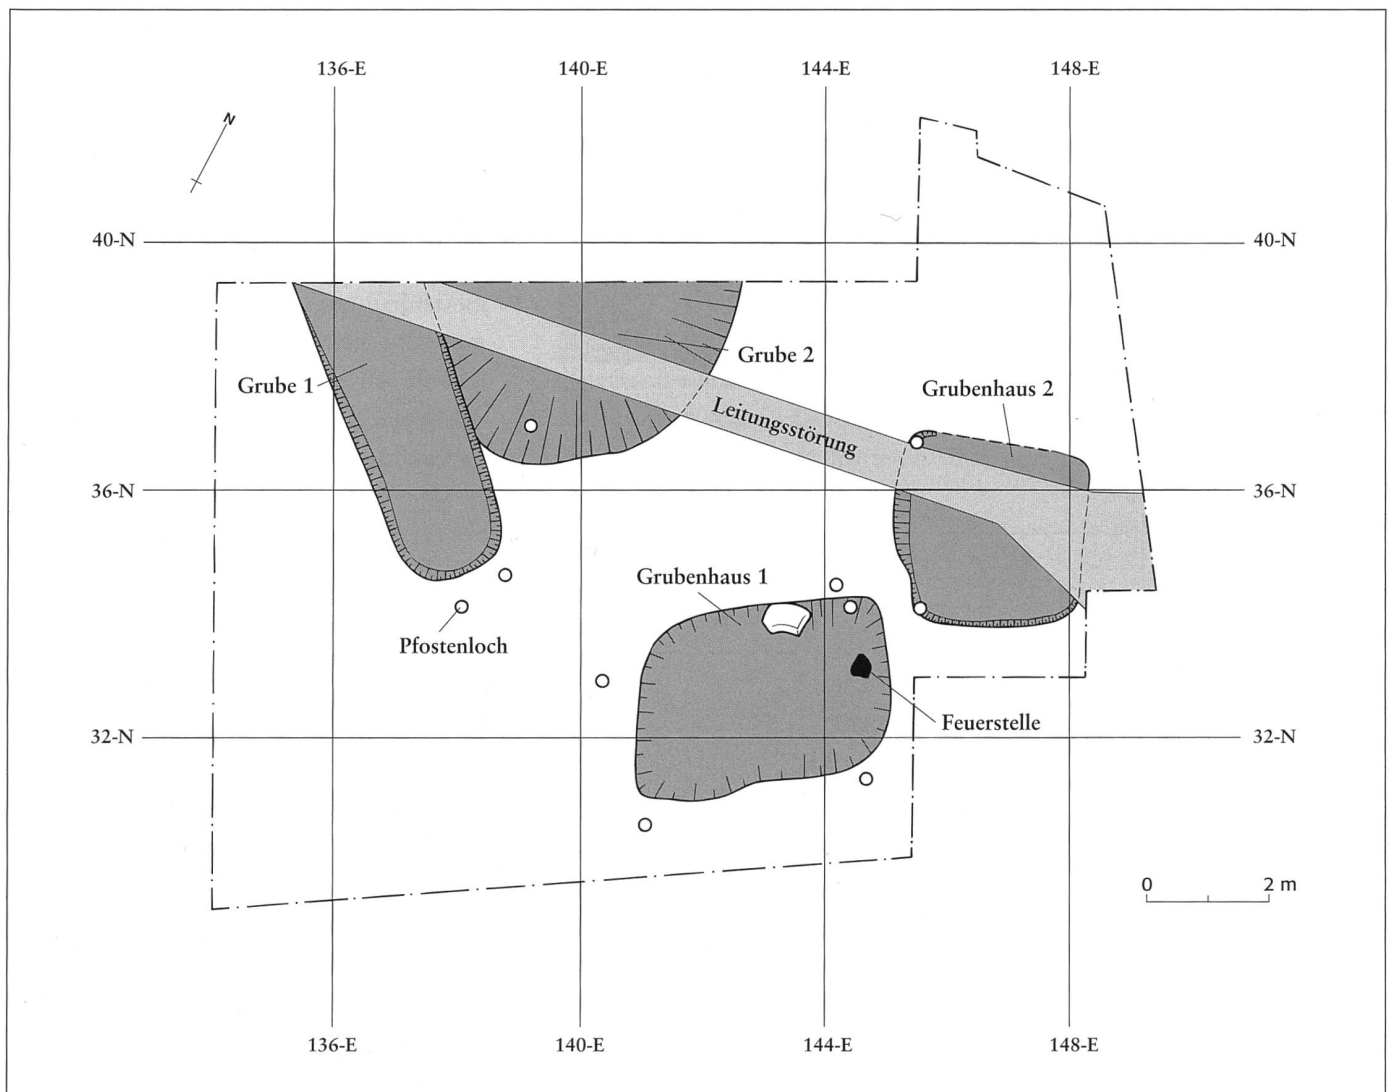 136-E 140-E 144-E 148-E
N
40-N 40-N
Grube 2
Grube 1
Grubenhaus 2
Leitungsstörung
36-N 36-N
Grubenhaus 1
Pfostenloch
Feuerstelle
32-N 32-N
0 2 m
136-E 140-E 144-E 148-E